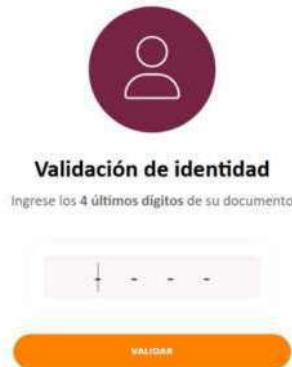 Validación de identidad
Ingrese los 4 últimos dígitos de su documento
- - - -
VALIDAR